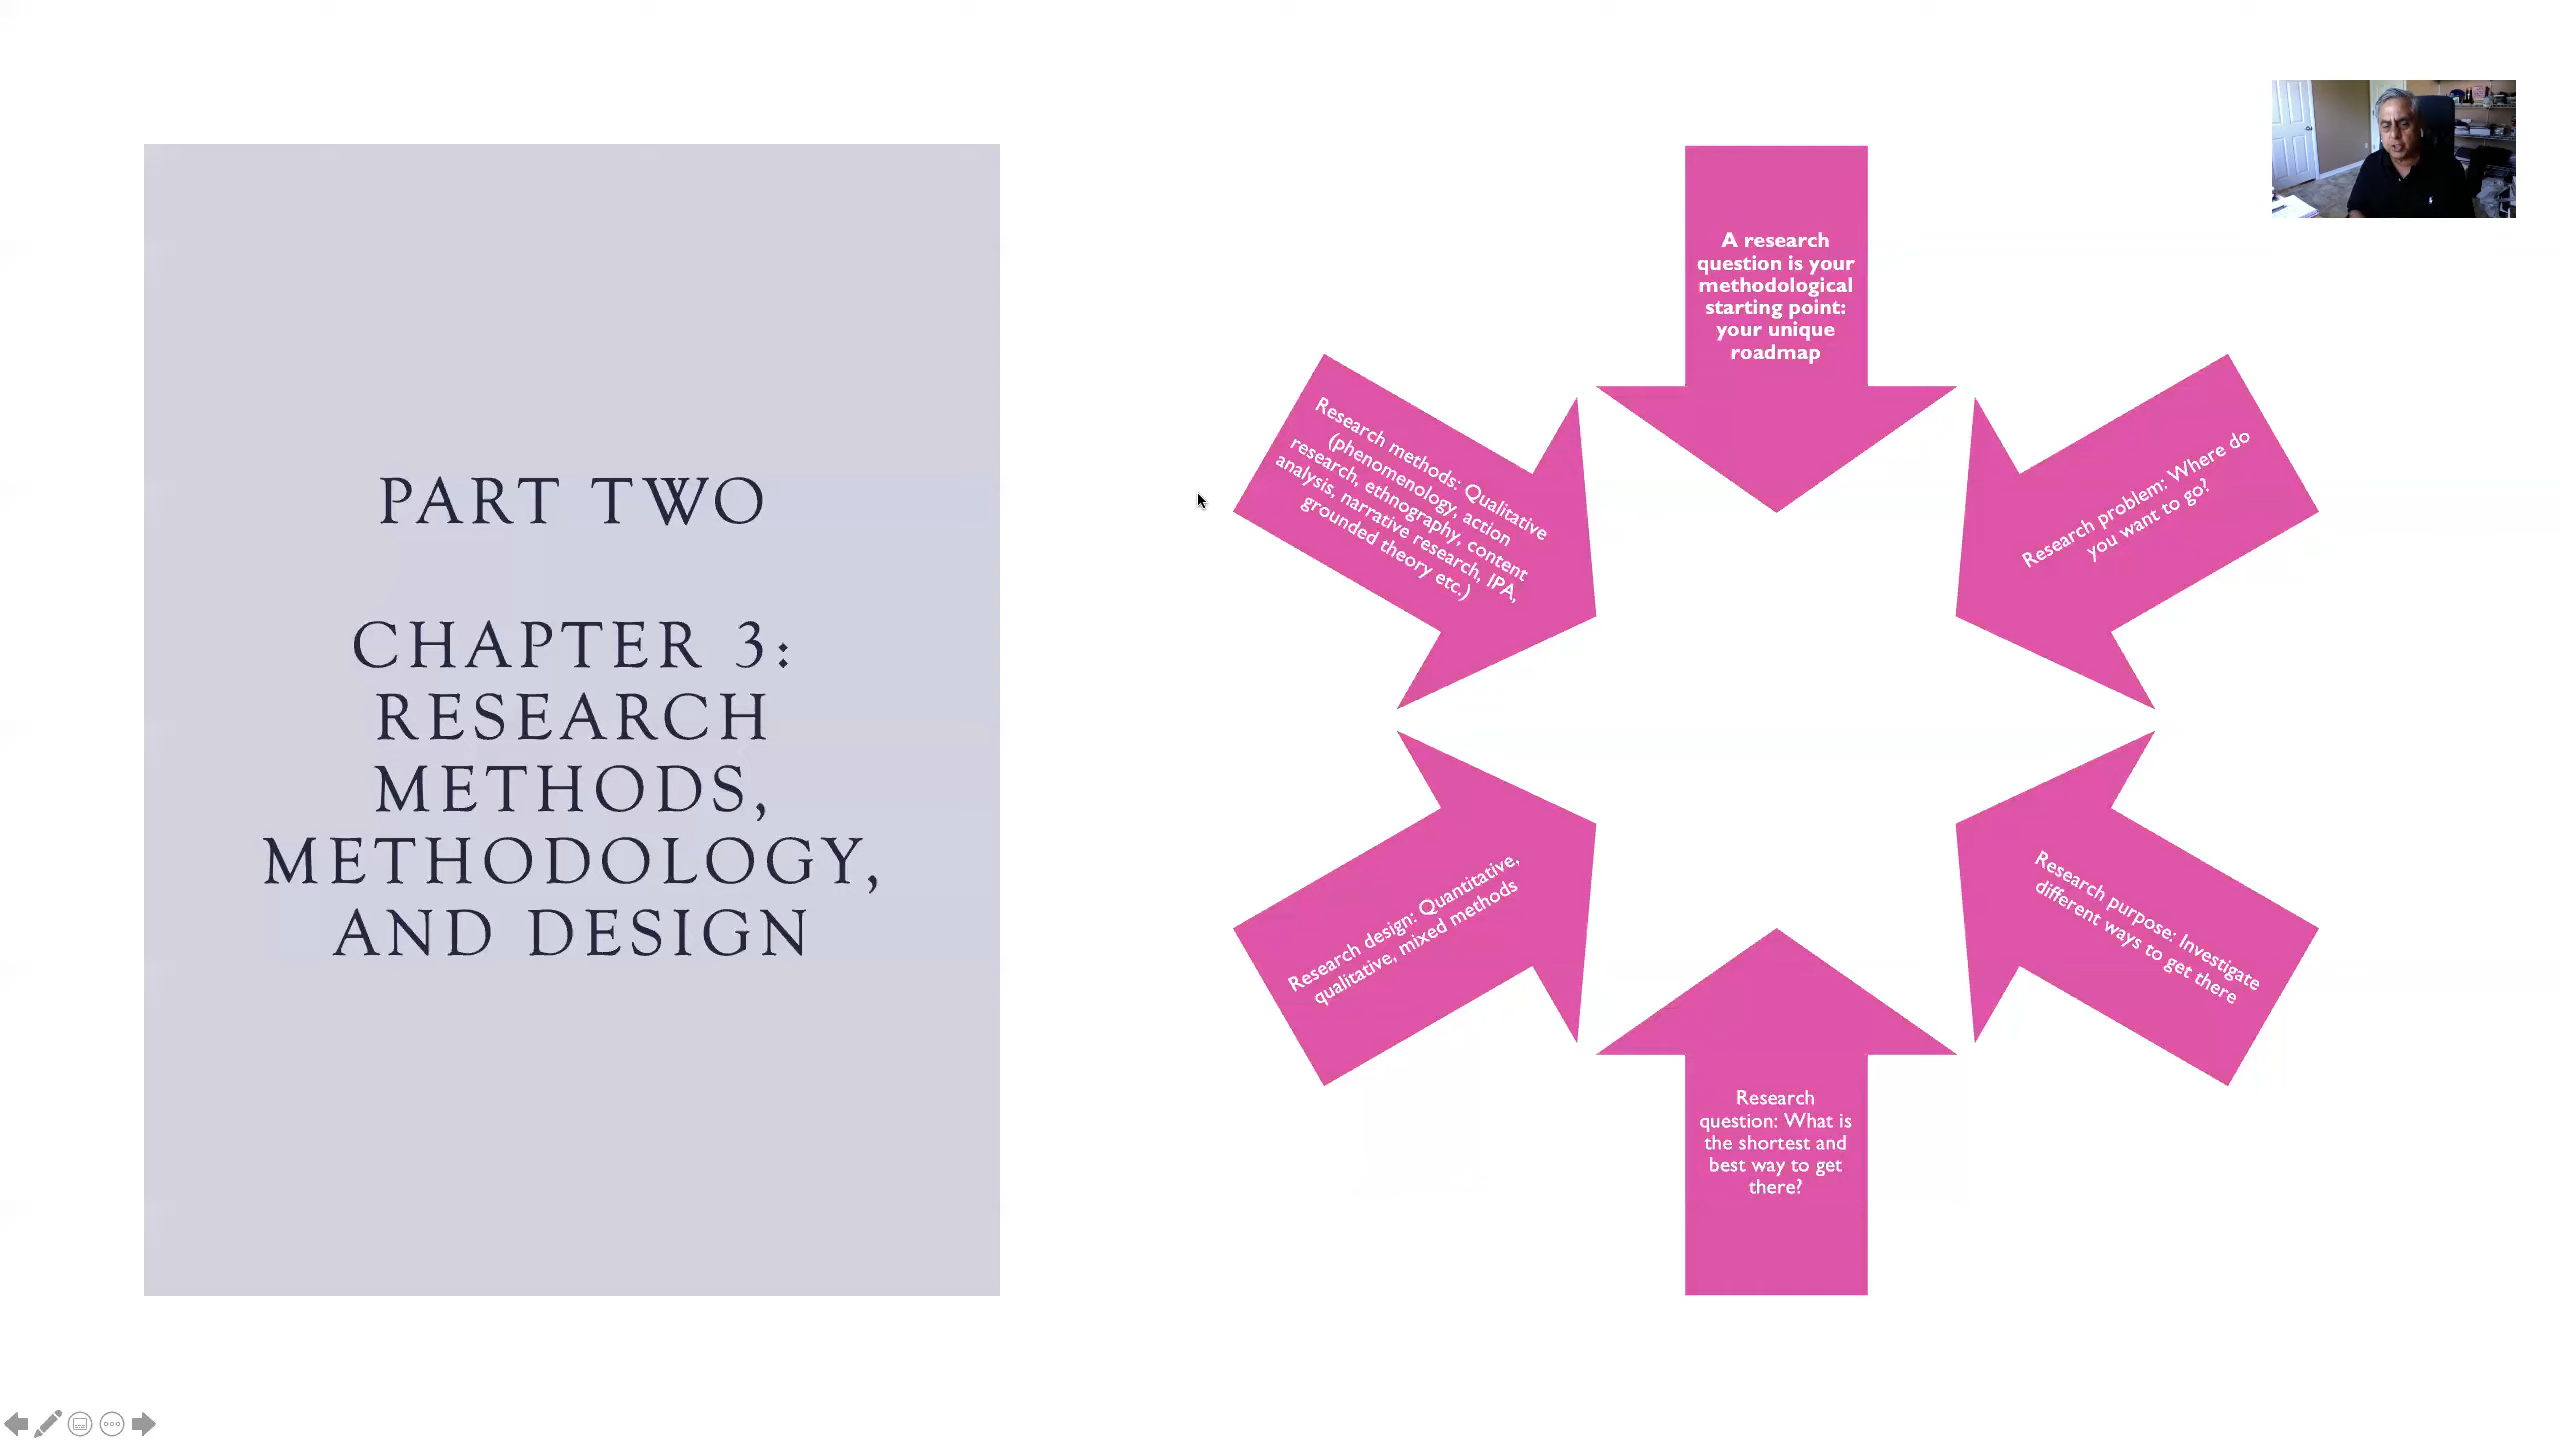 PART TWO
CHAPTER 3:
RESEARCH
METHODS,
METHODOLOGY,
AND DESIGN
A research
question is your
methodological
starting point:
your unique
roadmap
Research problem: Where do
you want to go?
Research purpose: Investigate
different ways to get there
Research
question: What is
the shortest and
best way to get
there?
Research design: Quantitative,
qualitative, mixed methods
Research methods: Qualitative
(phenomenology, action
research, ethnography, content
analysis, narrative research, IPA,
grounded theory etc.)